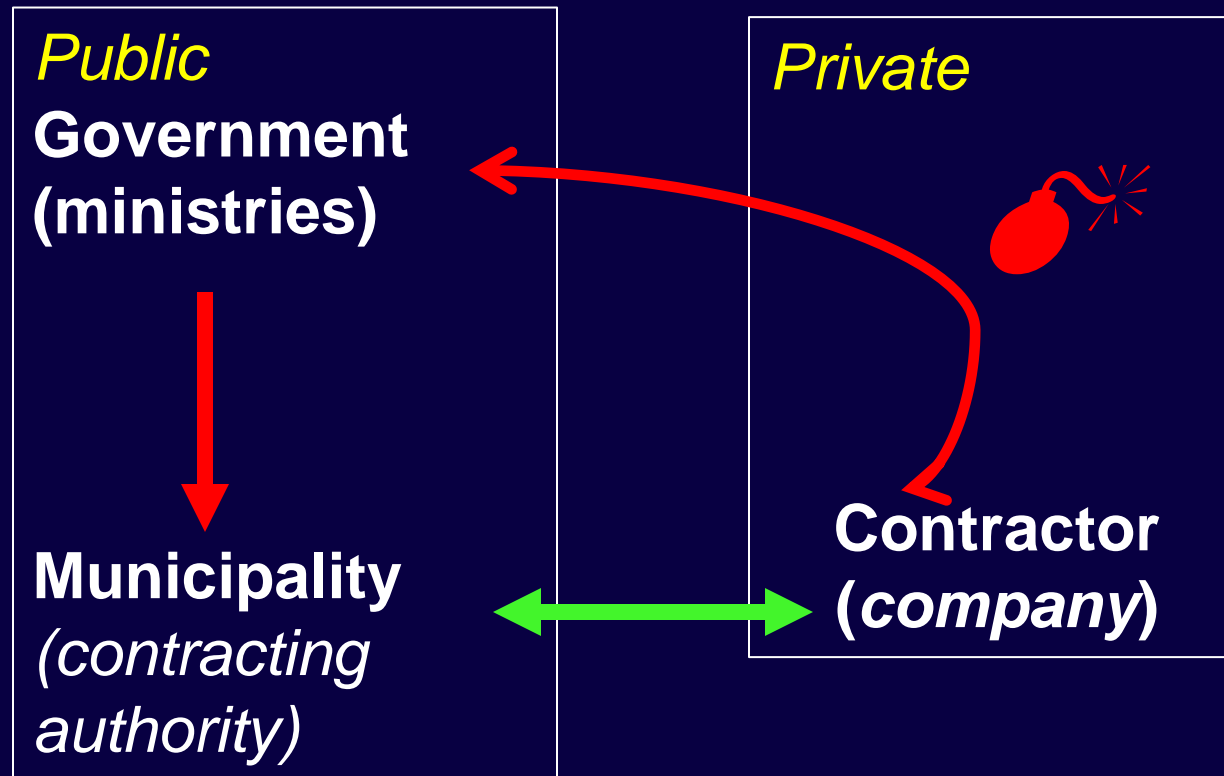 Public
Government
(ministries)
Municipality
(contracting
authority)
Private
Contractor
(company)